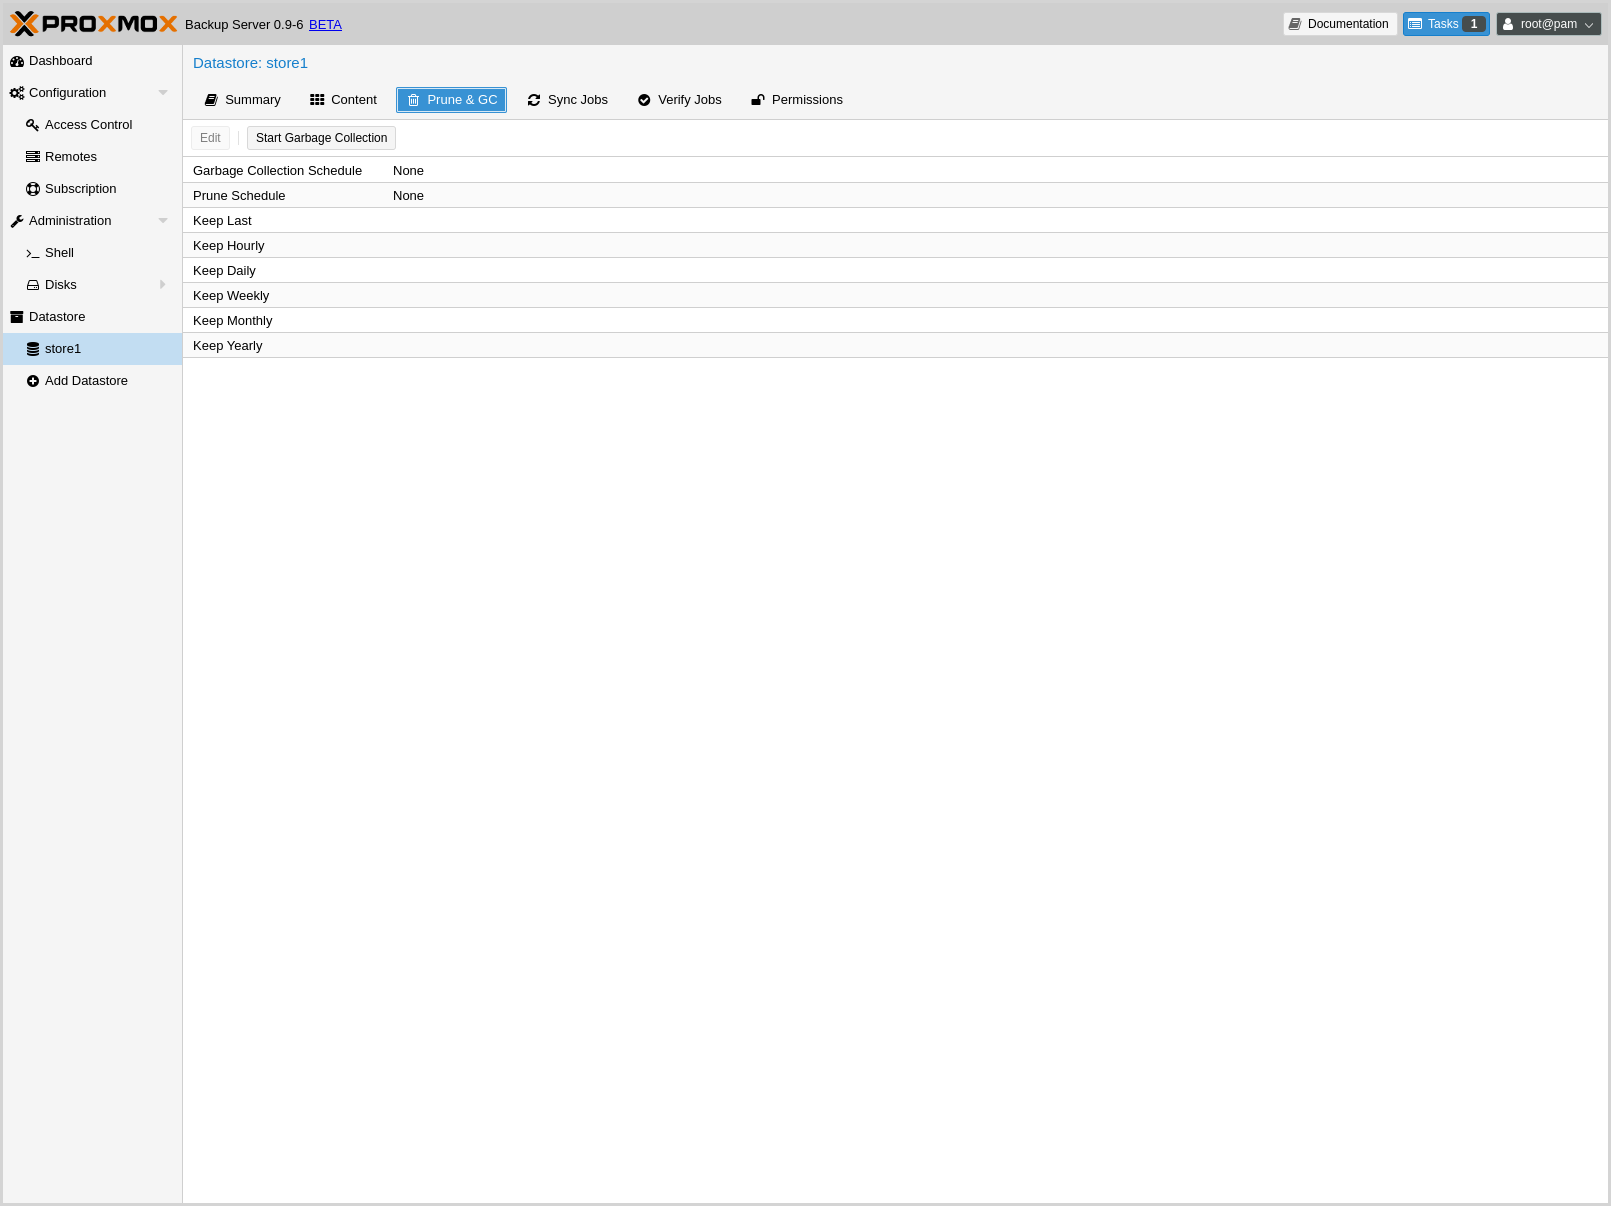 PROXMOX Backup Server 0.9-6 BETA
Documentation Tasks 1 root@pam
Dashboard
Configuration
Access Control
Remotes
Subscription
Administration
Shell
Disks
Datastore
store1
Add Datastore
Datastore: store1
Summary Content Prune & GC Sync Jobs Verify Jobs Permissions
Edit Start Garbage Collection
Garbage Collection Schedule None
Prune Schedule None
Keep Last
Keep Hourly
Keep Daily
Keep Weekly
Keep Monthly
Keep Yearly